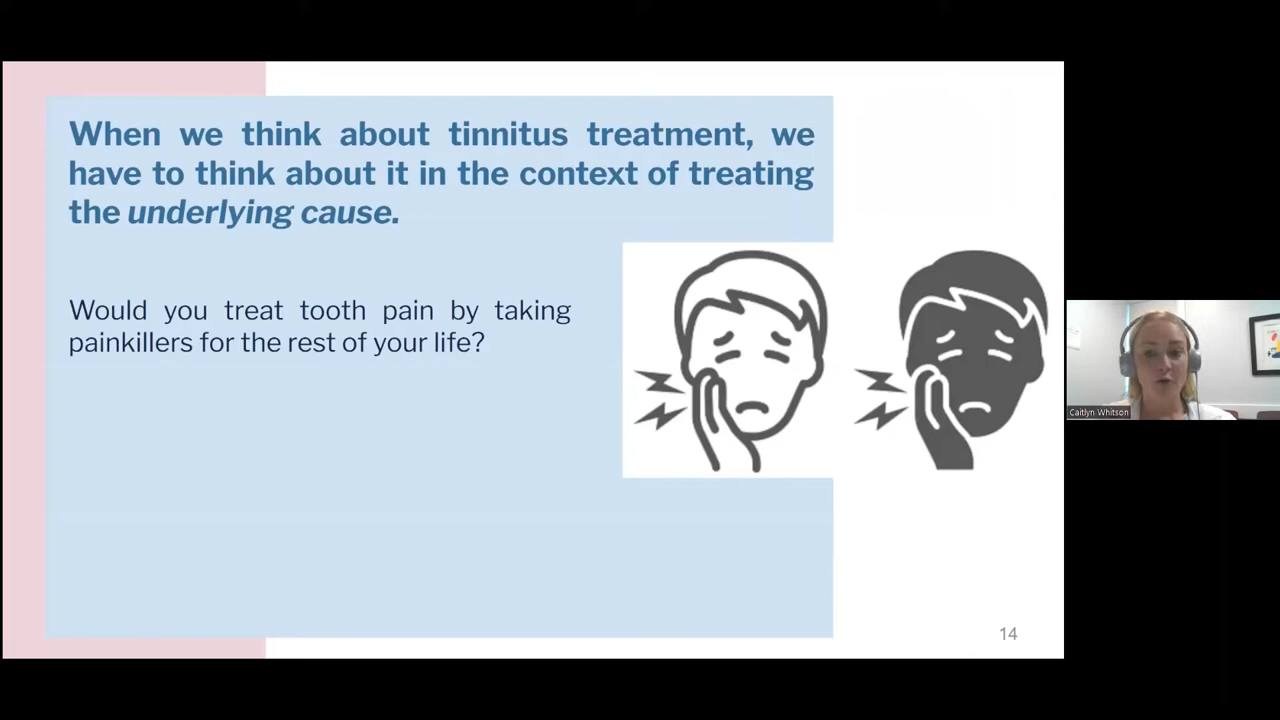 When we think about tinnitus treatment, we
have to think about it in the context of treating
the underlying cause.
Would you treat tooth pain by taking
painkillers for the rest of your life?
Caitlyn Whitson
14